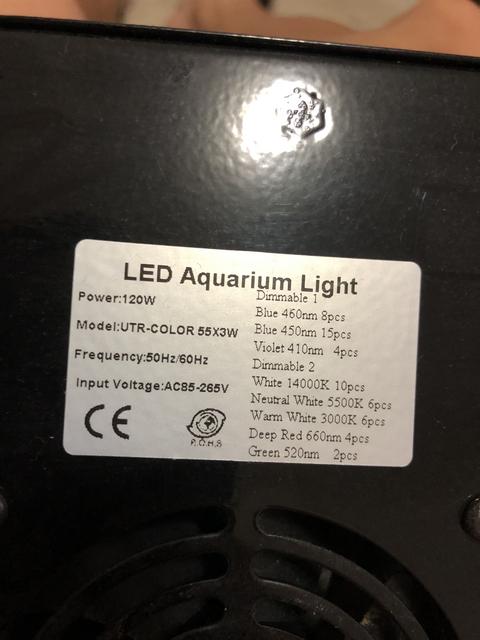 LED Aquarium Light
Power:120W
Model:UTR-COLOR 55X3W
Frequency:50Hz/60Hz
Input Voltage:AC85-265V
CE
R.O.H.S
Dimmable 1
Blue 460nm 8pcs
Blue 450nm 15pcs
Violet 410nm 4pcs
Dimmable 2
White 14000K 10pcs
Neutral White 5500K 6pcs
Warm White 3000K 6pcs
Deep Red 660nm 4pcs
Green 520nm 2pcs